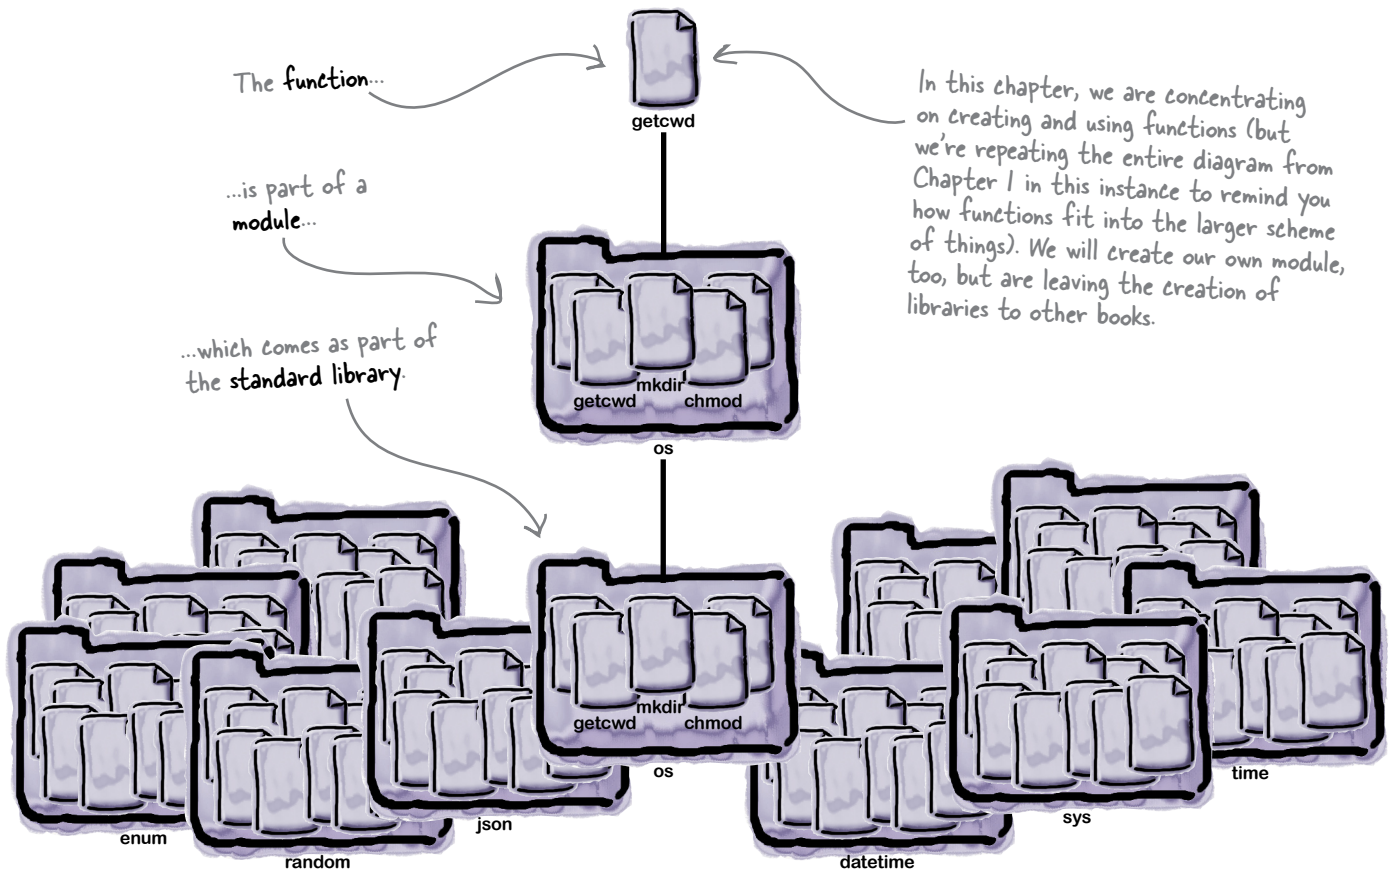 The function...
getcwd
In this chapter, we are concentrating
on creating and using functions (but
we're repeating the entire diagram from
Chapter 1 in this instance to remind you
how functions fit into the larger scheme
of things). We will create our own module,
too, but are leaving the creation of
libraries to other books.
...is part of a
module...
mkdir
getcwd chmod
os
...which comes as part of
the standard library.
mkdir
getcwd chmod
os
enum
random
json
datetime
sys
time